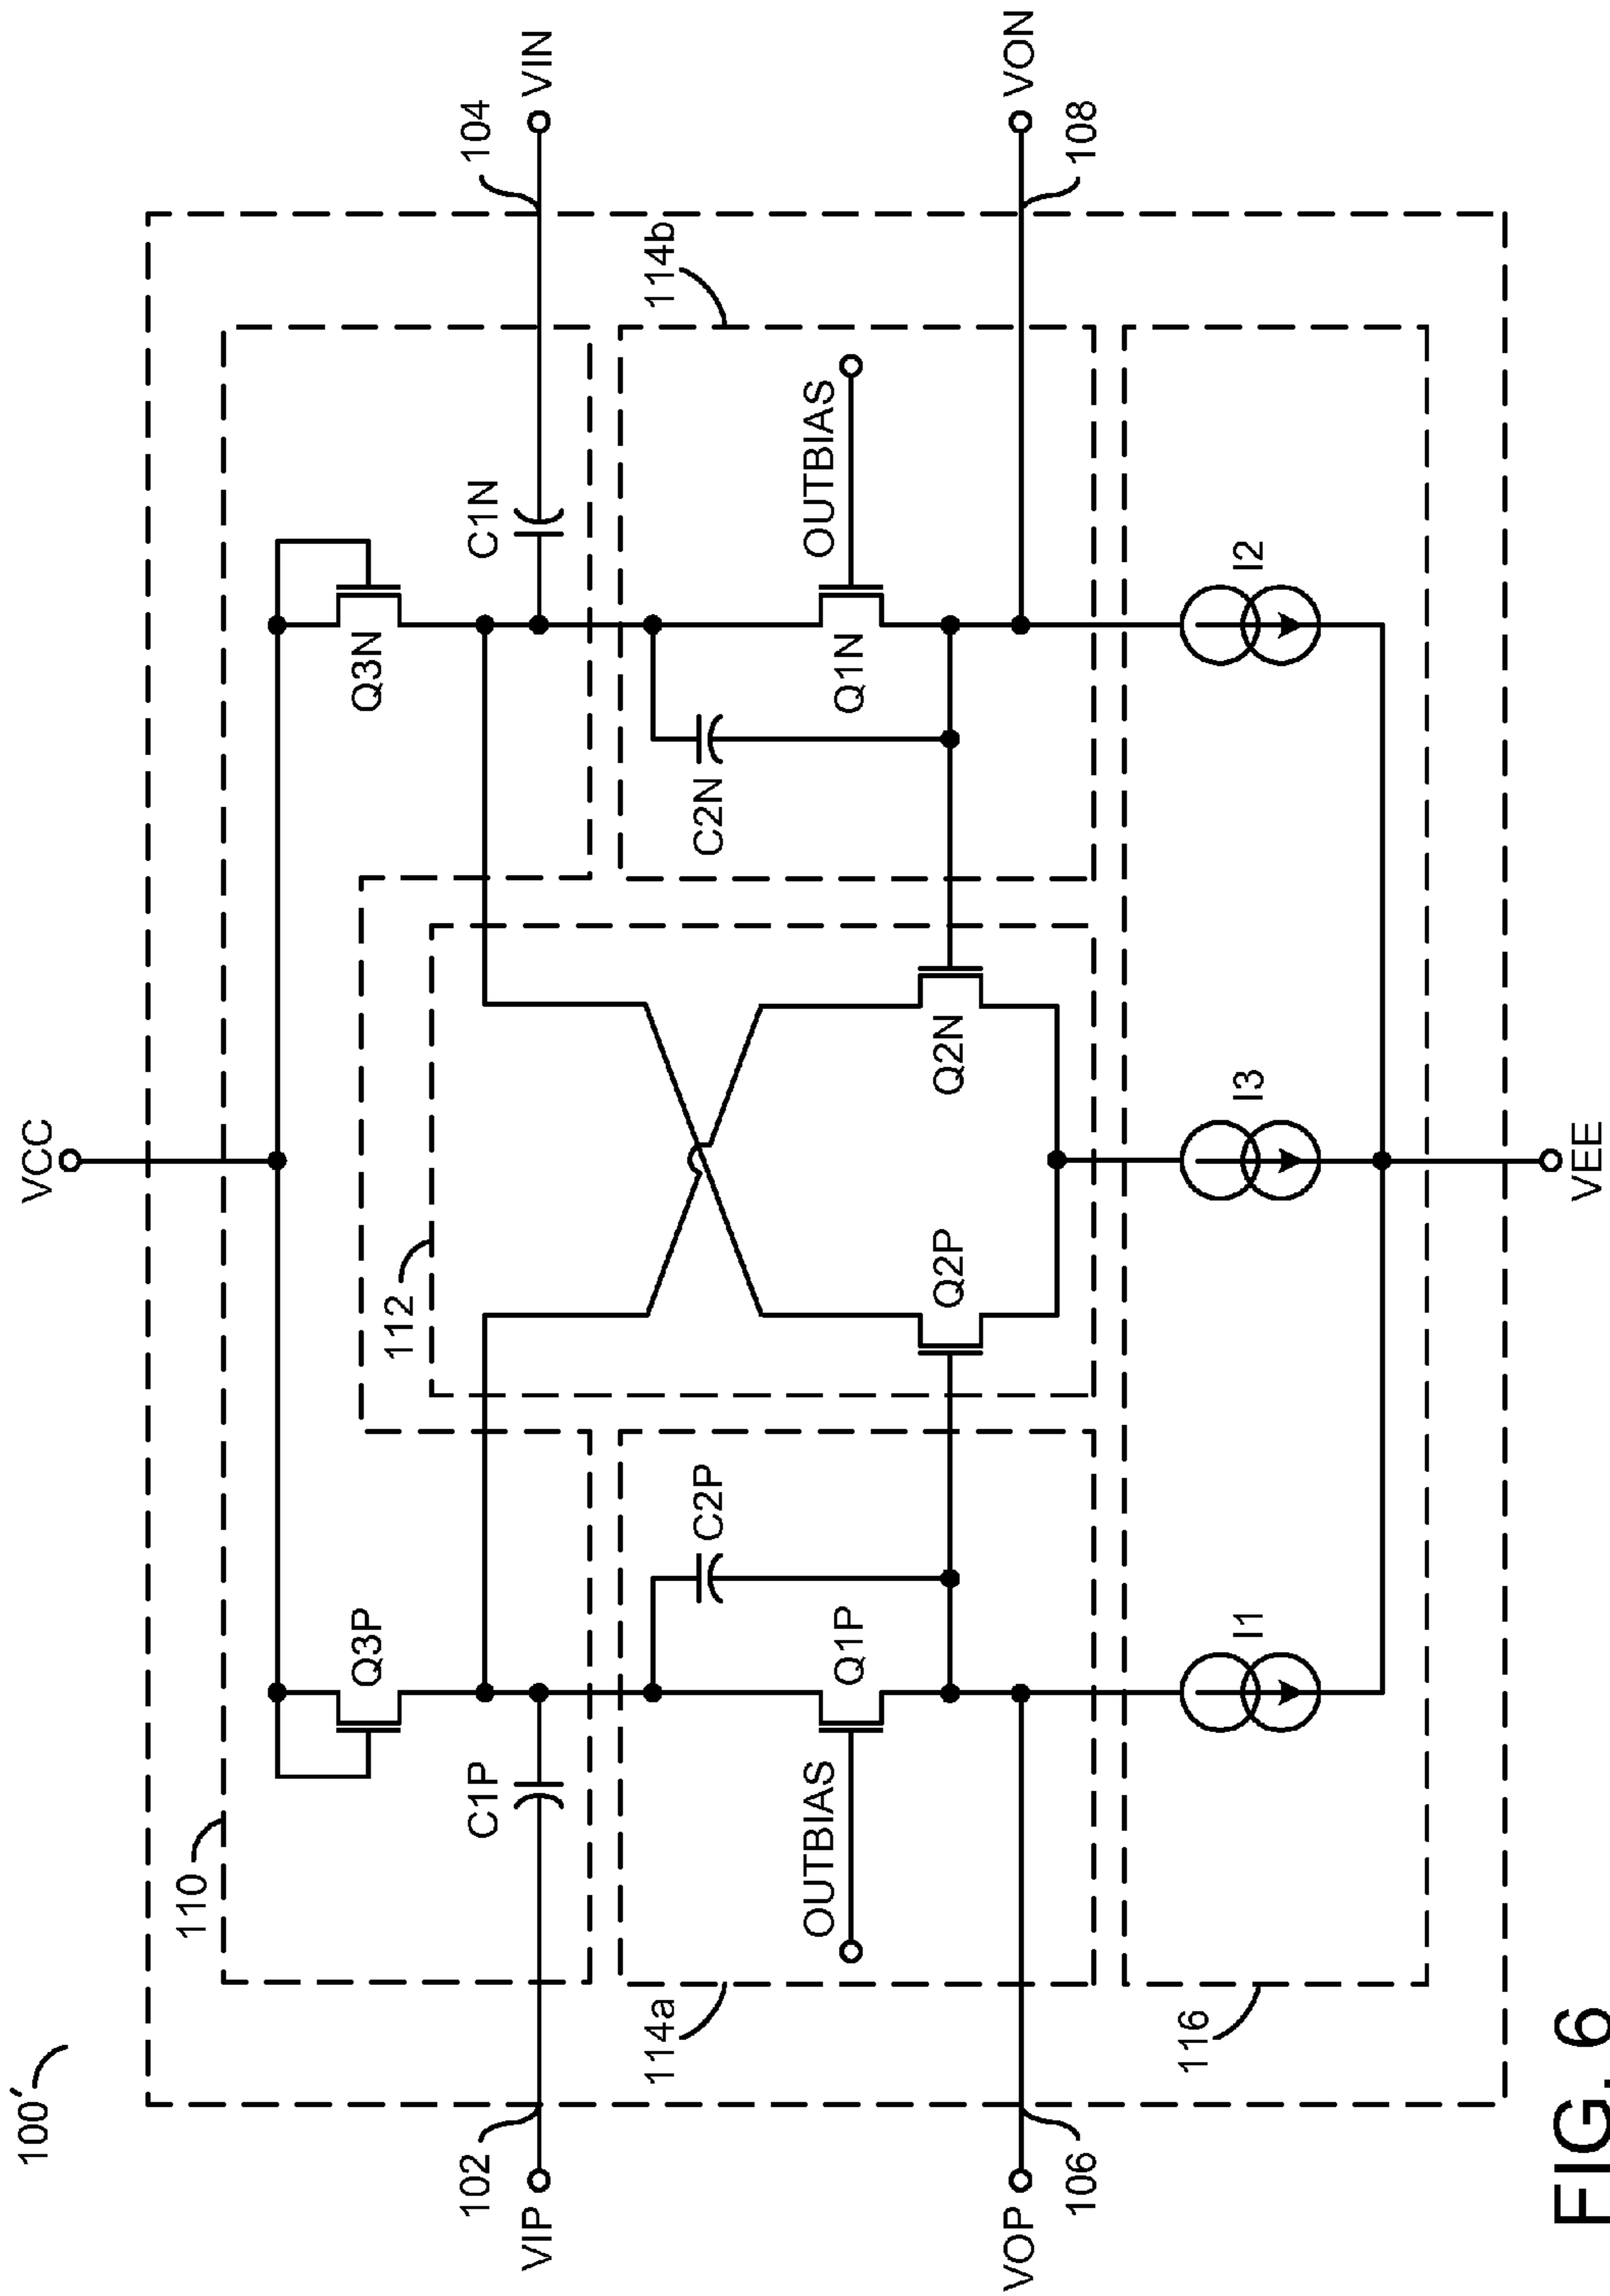 100′
VCC
110
Q3P
Q3N
112
C1P
C1N
102
104
VIP
VIN
C2P
C2N
114a
114b
OUTBIAS
Q1P
OUTBIAS
Q1N
Q2P
Q2N
VOP
VON
106
108
116
I1
I3
I2
VEE
FIG. 6